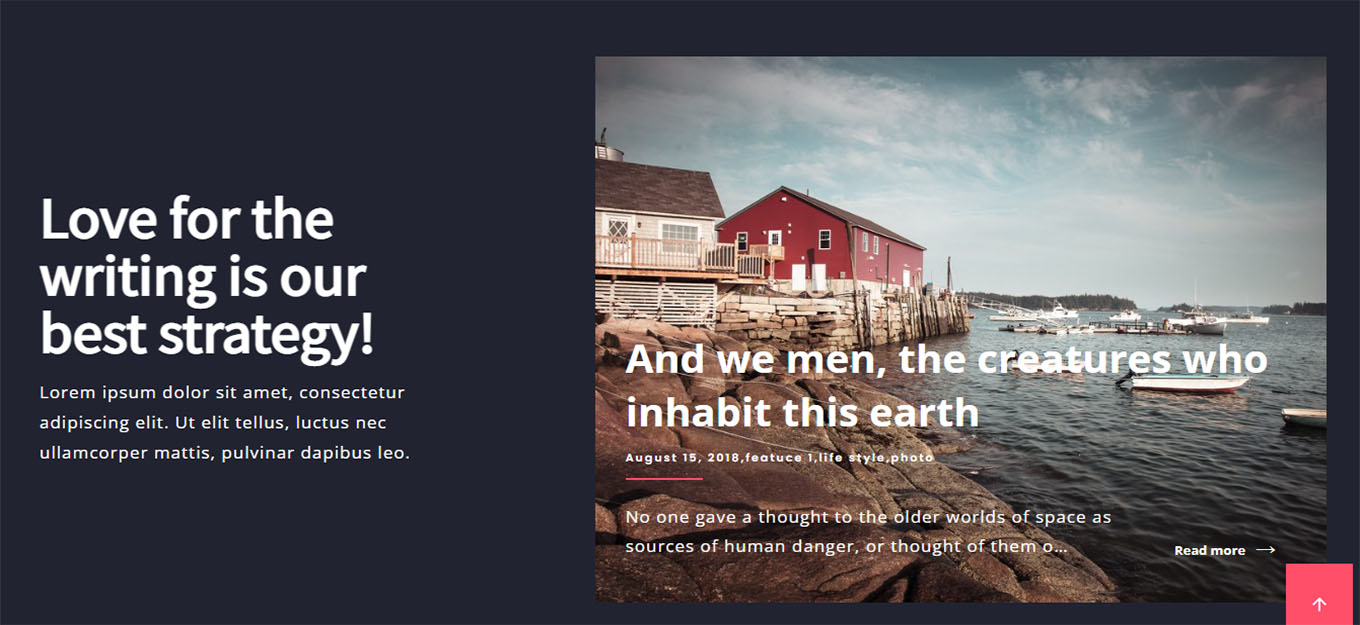 Love for the
writing is our
best strategy!
Lorem ipsum dolor sit amet, consectetur
adipiscing elit. Ut elit tellus, luctus nec
ullamcorper mattis, pulvinar dapibus leo.
And we men, the creatures who
inhabit this earth
August 15, 2018,featuce 1,life style,photo
No one gave a thought to the older worlds of space as
sources of human danger, or thought of them o...
Read more